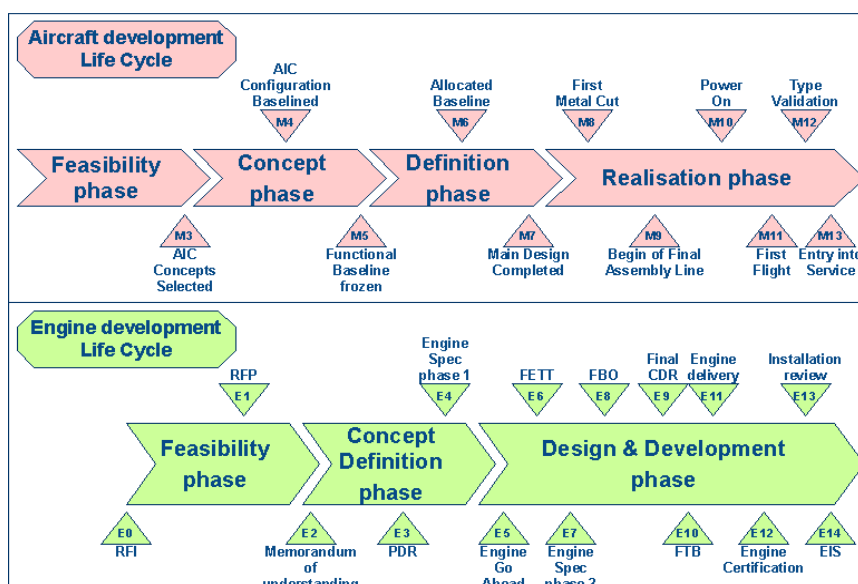 Aircraft development
Life Cycle
AIC
Configuration
Baselined
M4
Allocated
Baseline
M6
First
Metal Cut
M8
Power
On
M10
Type
Validation
M12
Feasibility
phase
Concept
phase
Definition
phase
Realisation phase
M3
AIC
Concepts
Selected
M5
Functional
Baseline
frozen
M7
Main Design
Completed
M9
Begin of Final
Assembly Line
M11
First
Flight
M13
Entry into
Service
Engine development
Life Cycle
RFP
E1
Engine
Spec
phase 1
E4
FETT
E6
FBO
E8
Final
CDR
E9
Engine
delivery
E11
Installation
review
E13
Feasibility
phase
Concept
Definition
phase
Design & Development
phase
E0
RFI
E2
Memorandum
of
understanding
E3
PDR
E5
Engine
Go
Ahead
E7
Engine
Spec
phase 2
E10
FTB
E12
Engine
Certification
E14
EIS